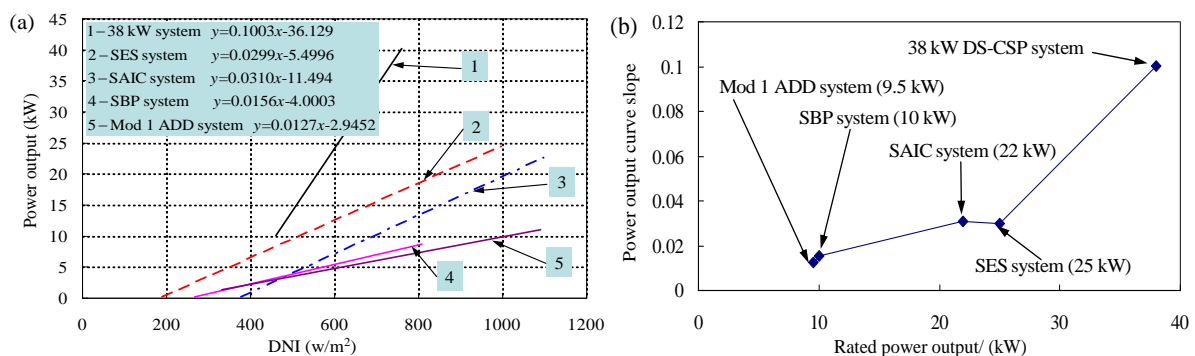 (a)
45
40
35
30
25
20
15
10
5
0
Power output (kW)
1–38 kW system y=0.1003x-36.129
2–SES system y=0.0299x-5.4996
3–SAIC system y=0.0310x-11.494
4–SBP system y=0.0156x-4.0003
5–Mod 1 ADD system y=0.0127x-2.9452
1
2
3
4
5
0 200 400 600 800 1000 1200
DNI (w/m²)
(b)
0.12
0.1
0.08
0.06
0.04
0.02
0
Power output curve slope
38 kW DS-CSP system
Mod 1 ADD system (9.5 kW)
SBP system (10 kW)
SAIC system (22 kW)
SES system (25 kW)
0 10 20 30 40
Rated power output/ (kW)